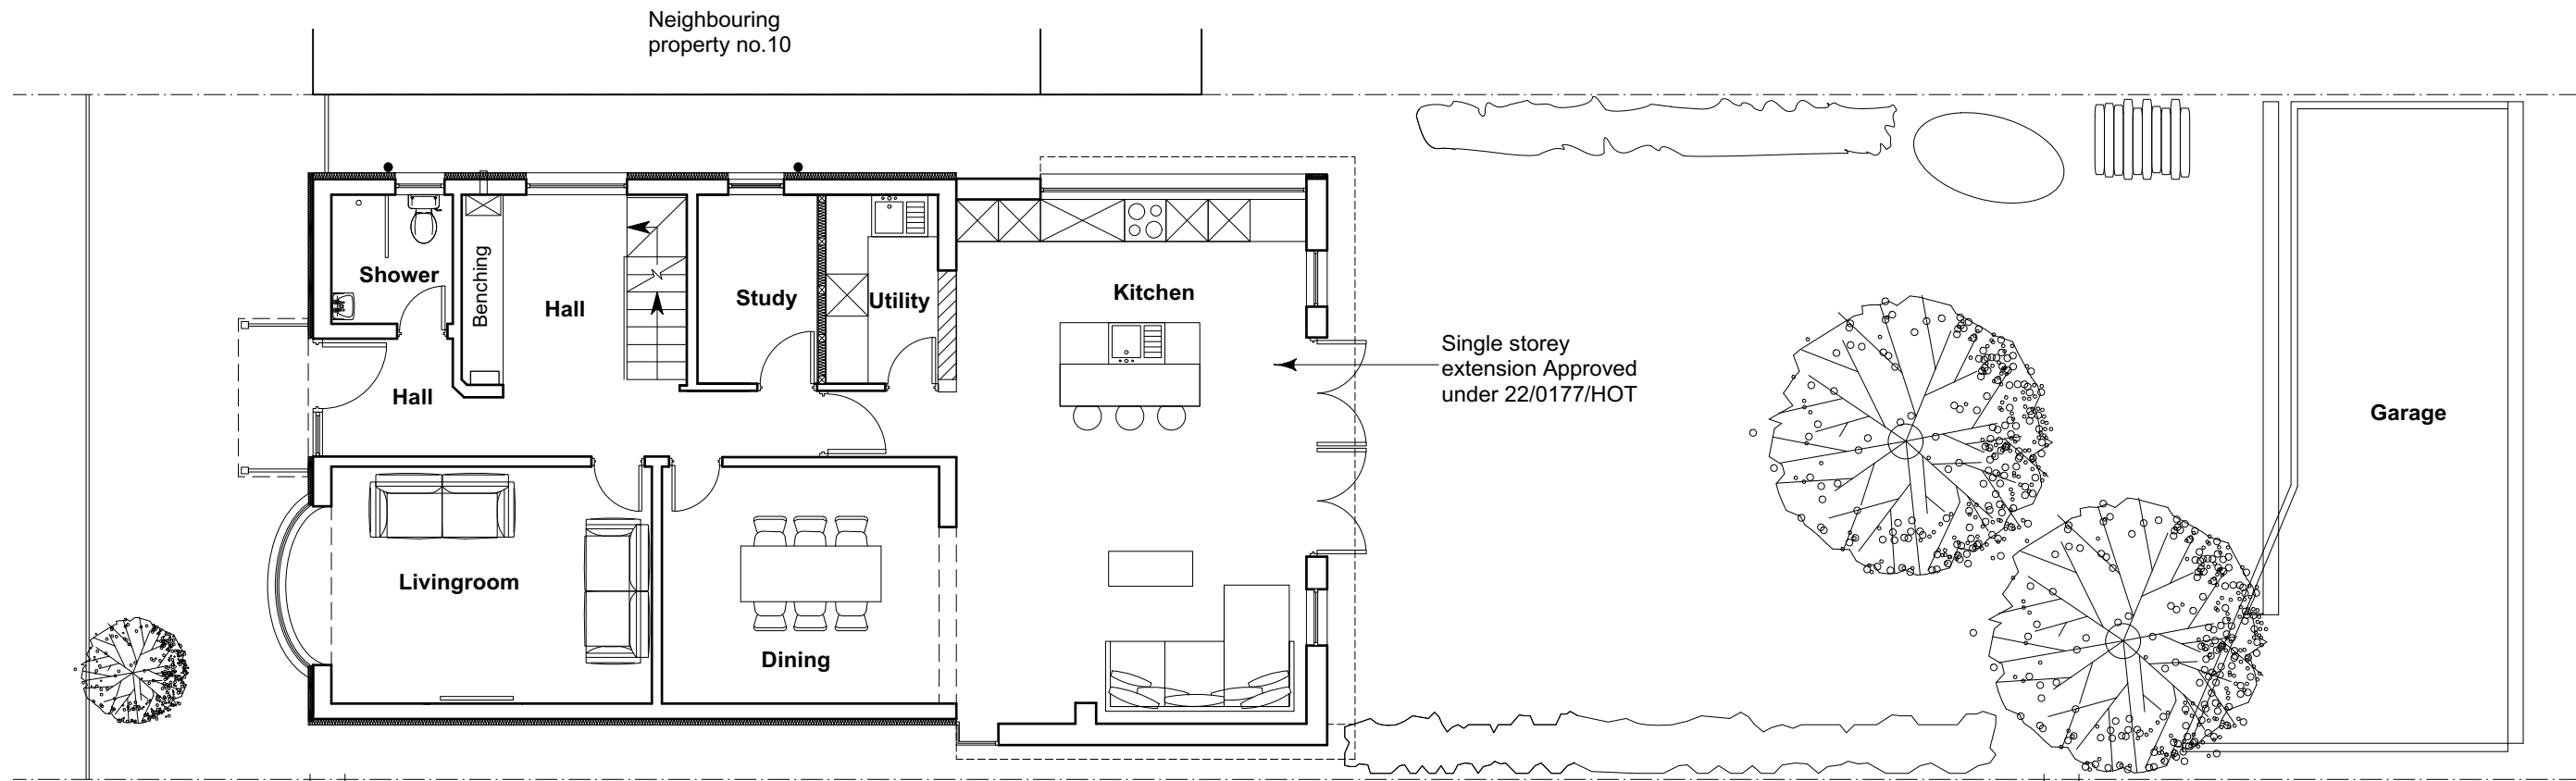 Neighbouring
property no.10
Shower
Benching
Hall
Study
Utility
Kitchen
Hall
Single storey
extension Approved
under 22/0177/HOT
Garage
Livingroom
Dining